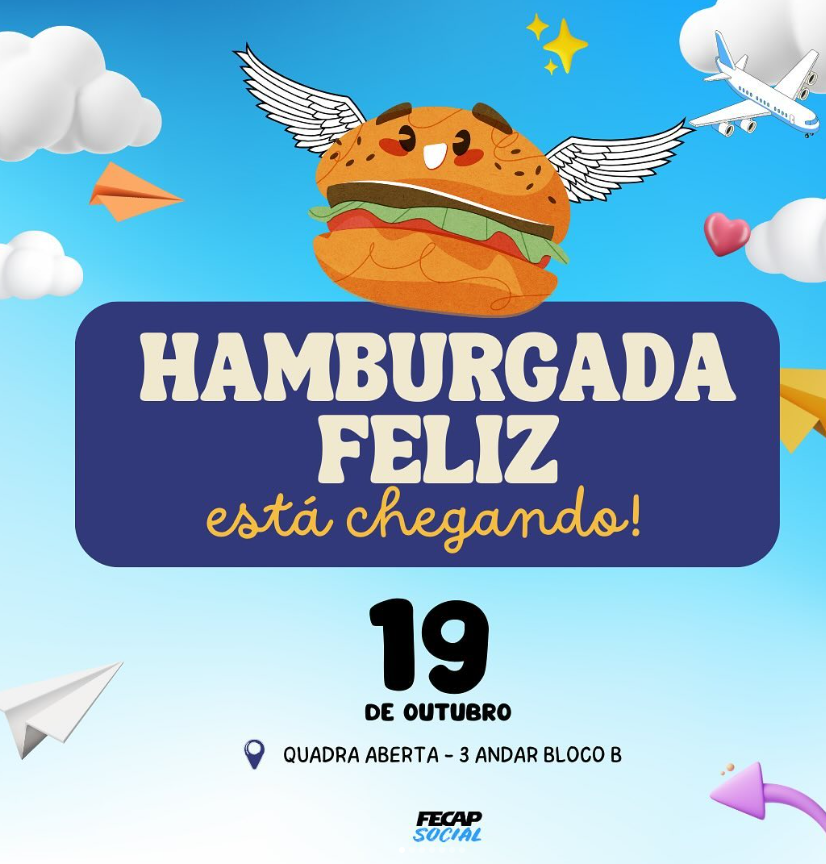 HAMBURGADA
FELIZ
está chegando!
19
DE OUTUBRO
QUADRA ABERTA - 3 ANDAR BLOCO B
FECAP
SOCIAL